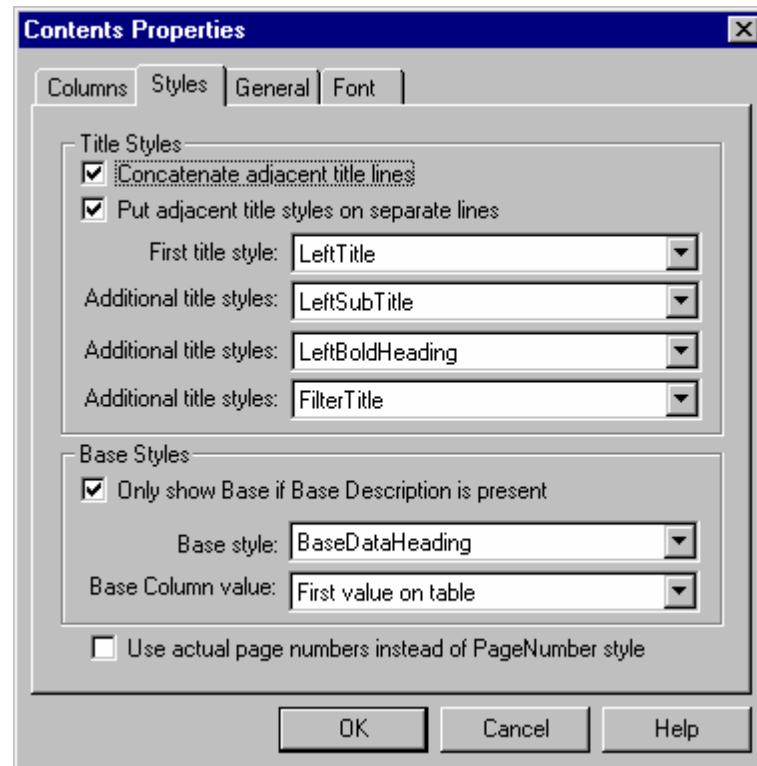 Contents Properties
Columns Styles General Font
Title Styles
Concatenate adjacent title lines
Put adjacent title styles on separate lines
First title style: LeftTitle
Additional title styles: LeftSubTitle
Additional title styles: LeftBoldHeading
Additional title styles: FilterTitle
Base Styles
Only show Base if Base Description is present
Base style: BaseDataHeading
Base Column value: First value on table
Use actual page numbers instead of PageNumber style
OK Cancel Help